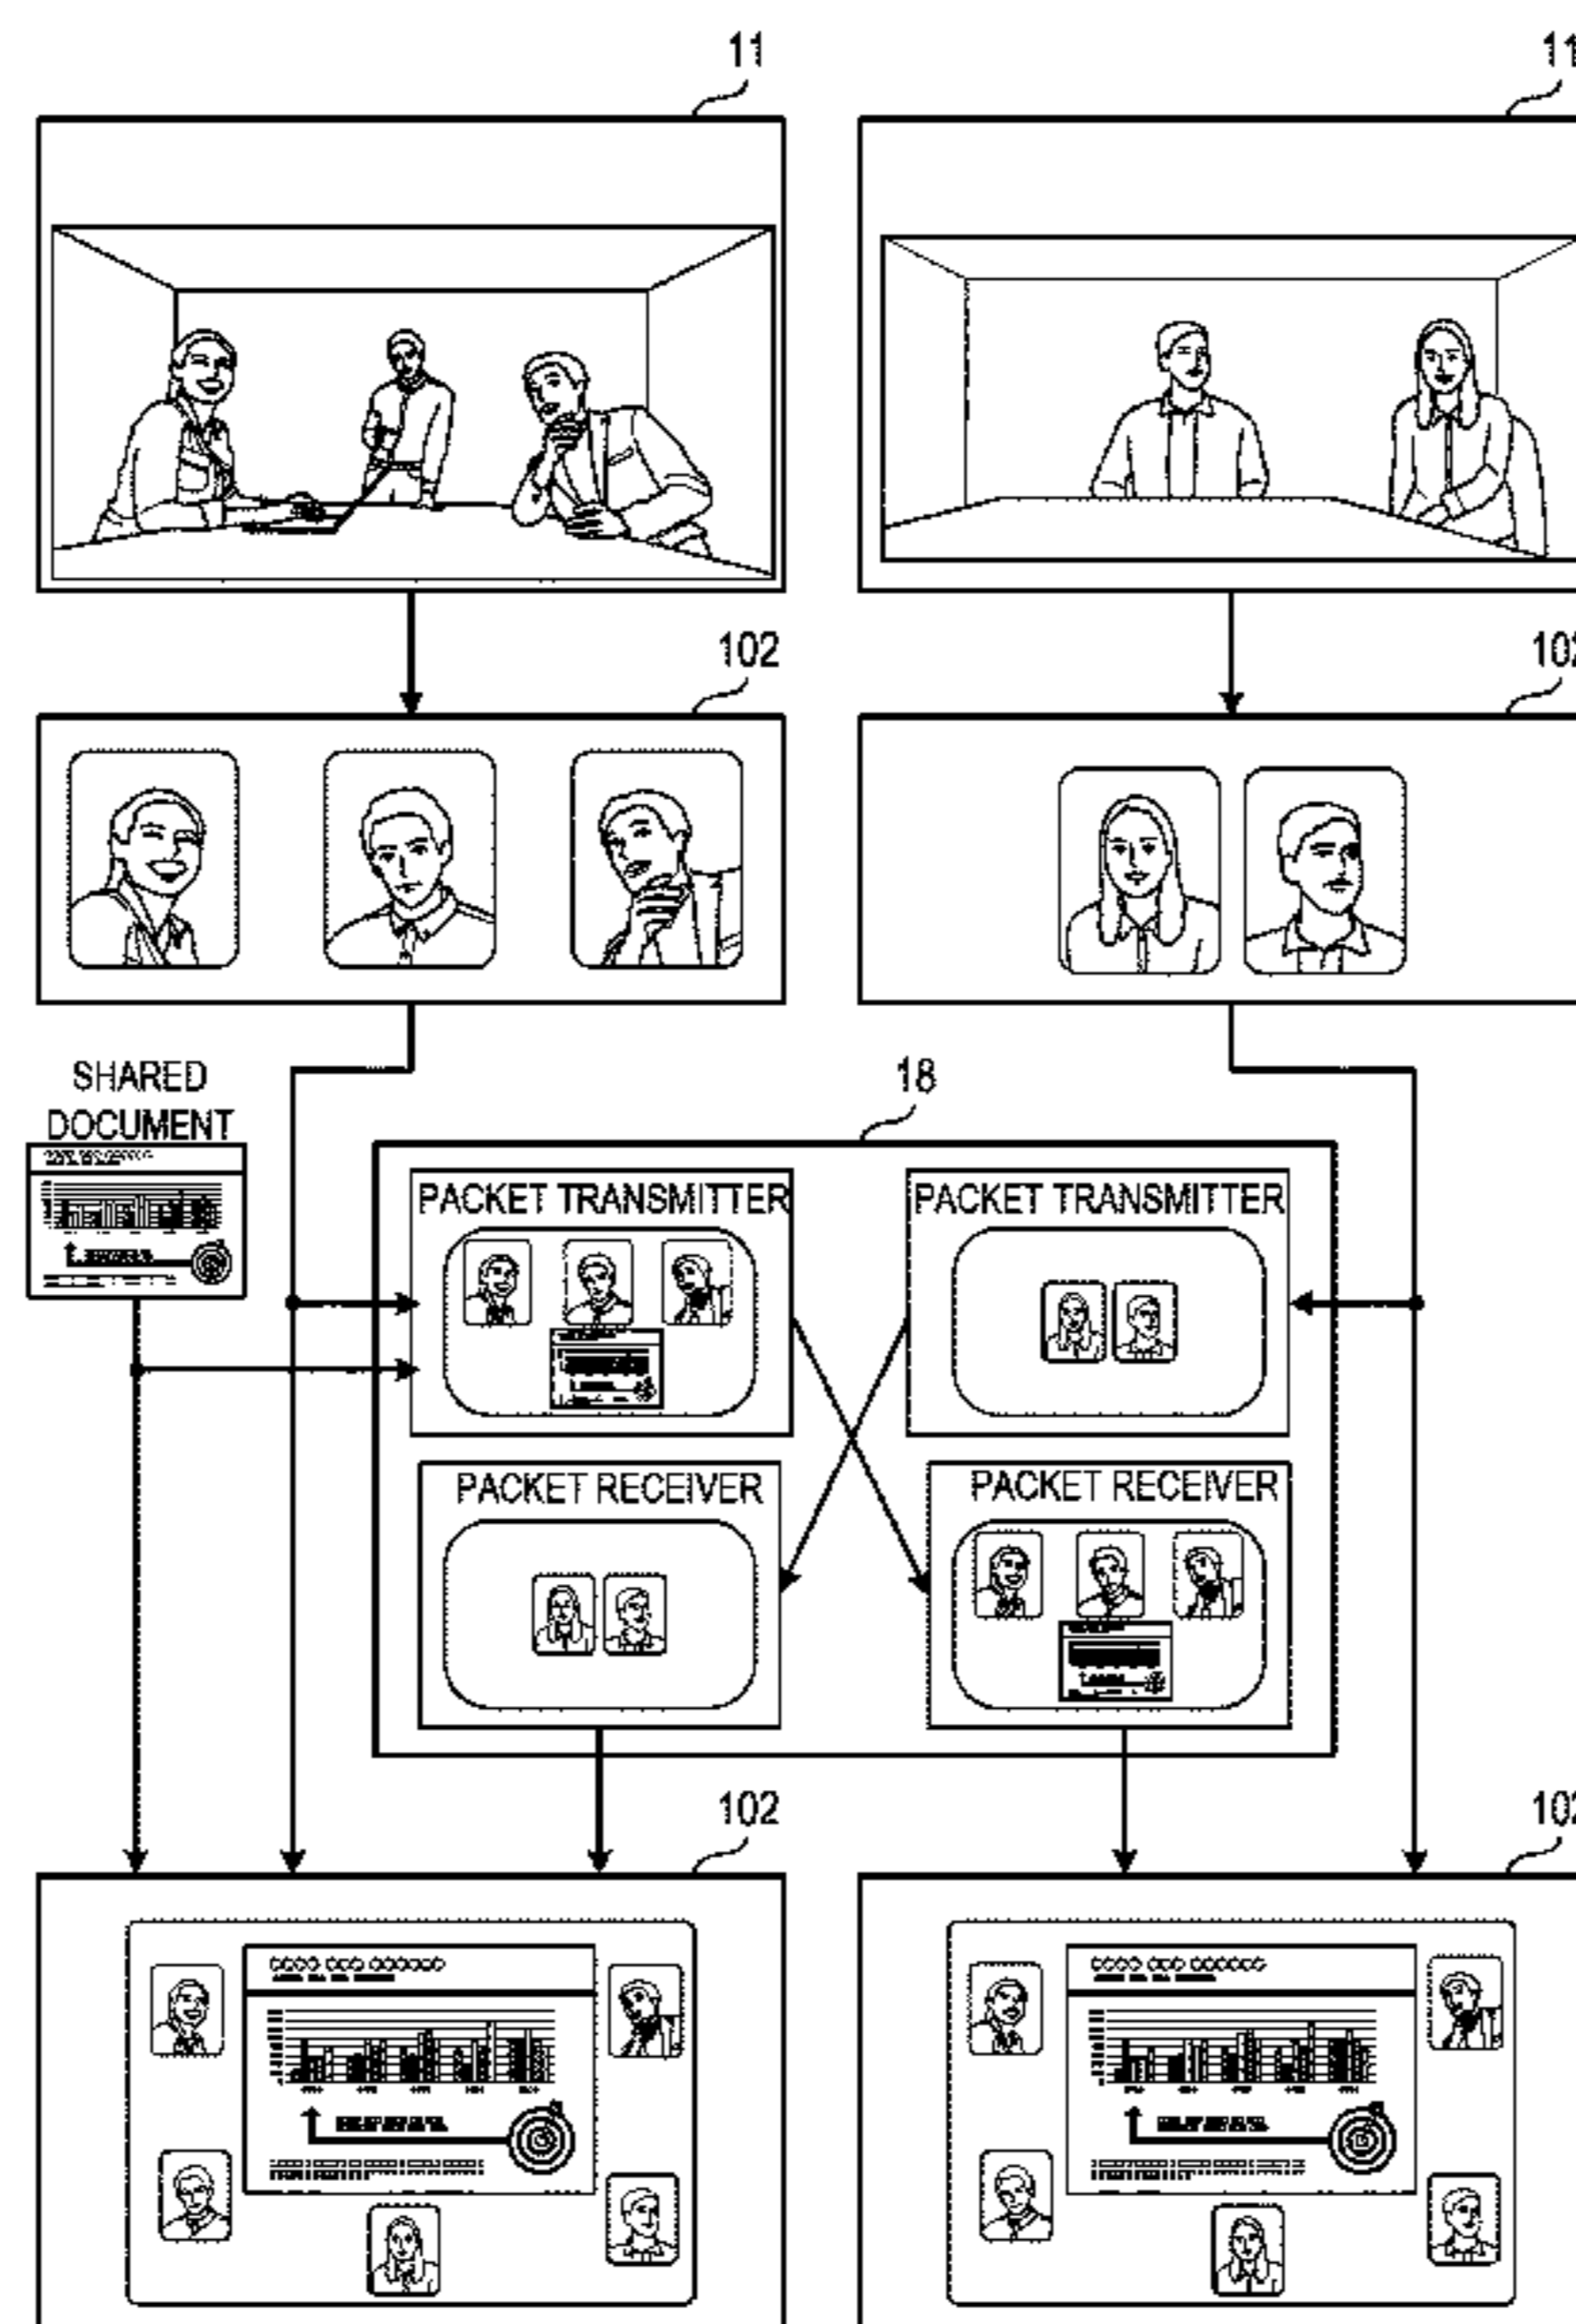 11
11
102
102
SHARED
DOCUMENT
18
PACKET TRANSMITTER
PACKET TRANSMITTER
PACKET RECEIVER
PACKET RECEIVER
102
102